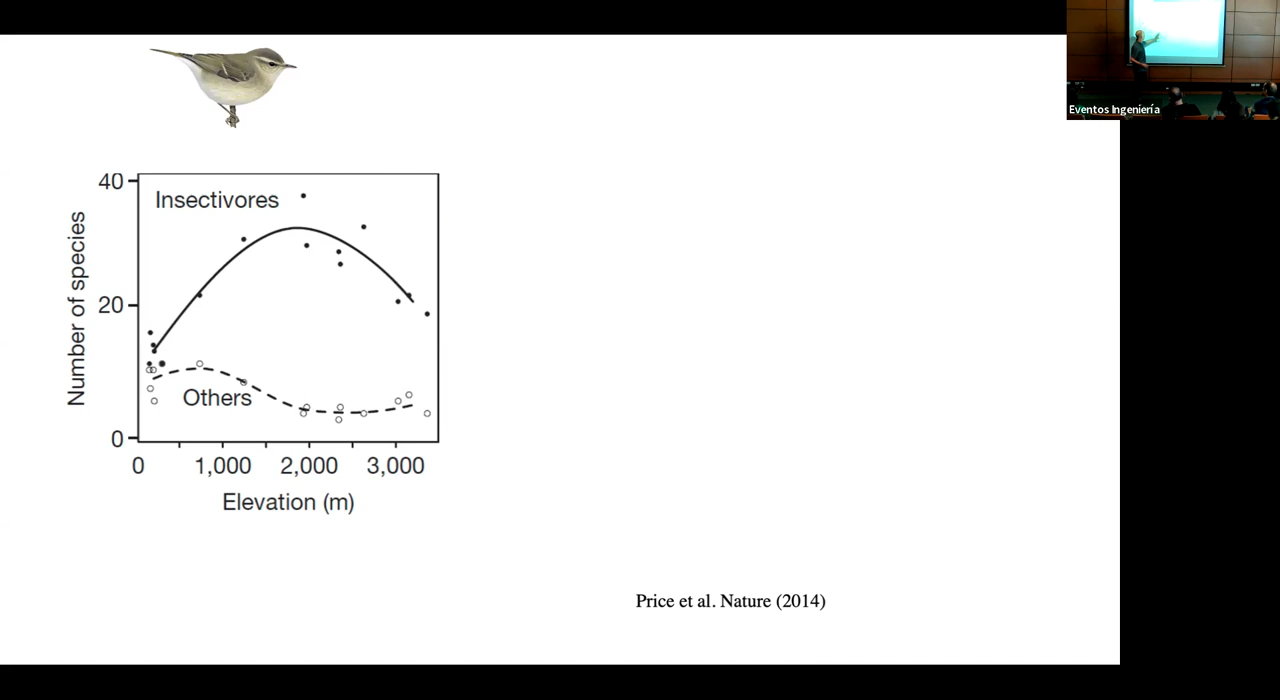 Eventos Ingeniería
40
Insectivores
Number of species
20
Others
0
0 1,000 2,000 3,000
Elevation (m)
Price et al. Nature (2014)